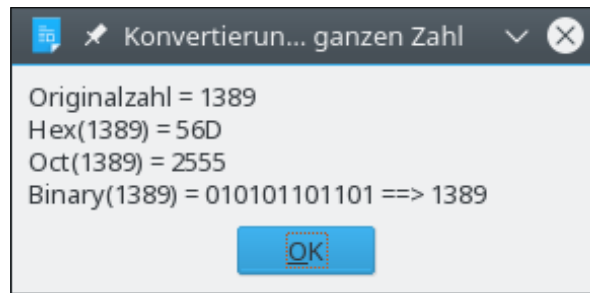 Konvertierun... ganzen Zahl
Originalzahl = 1389
Hex(1389) = 56D
Oct(1389) = 2555
Binary(1389) = 010101101101 ==> 1389
OK